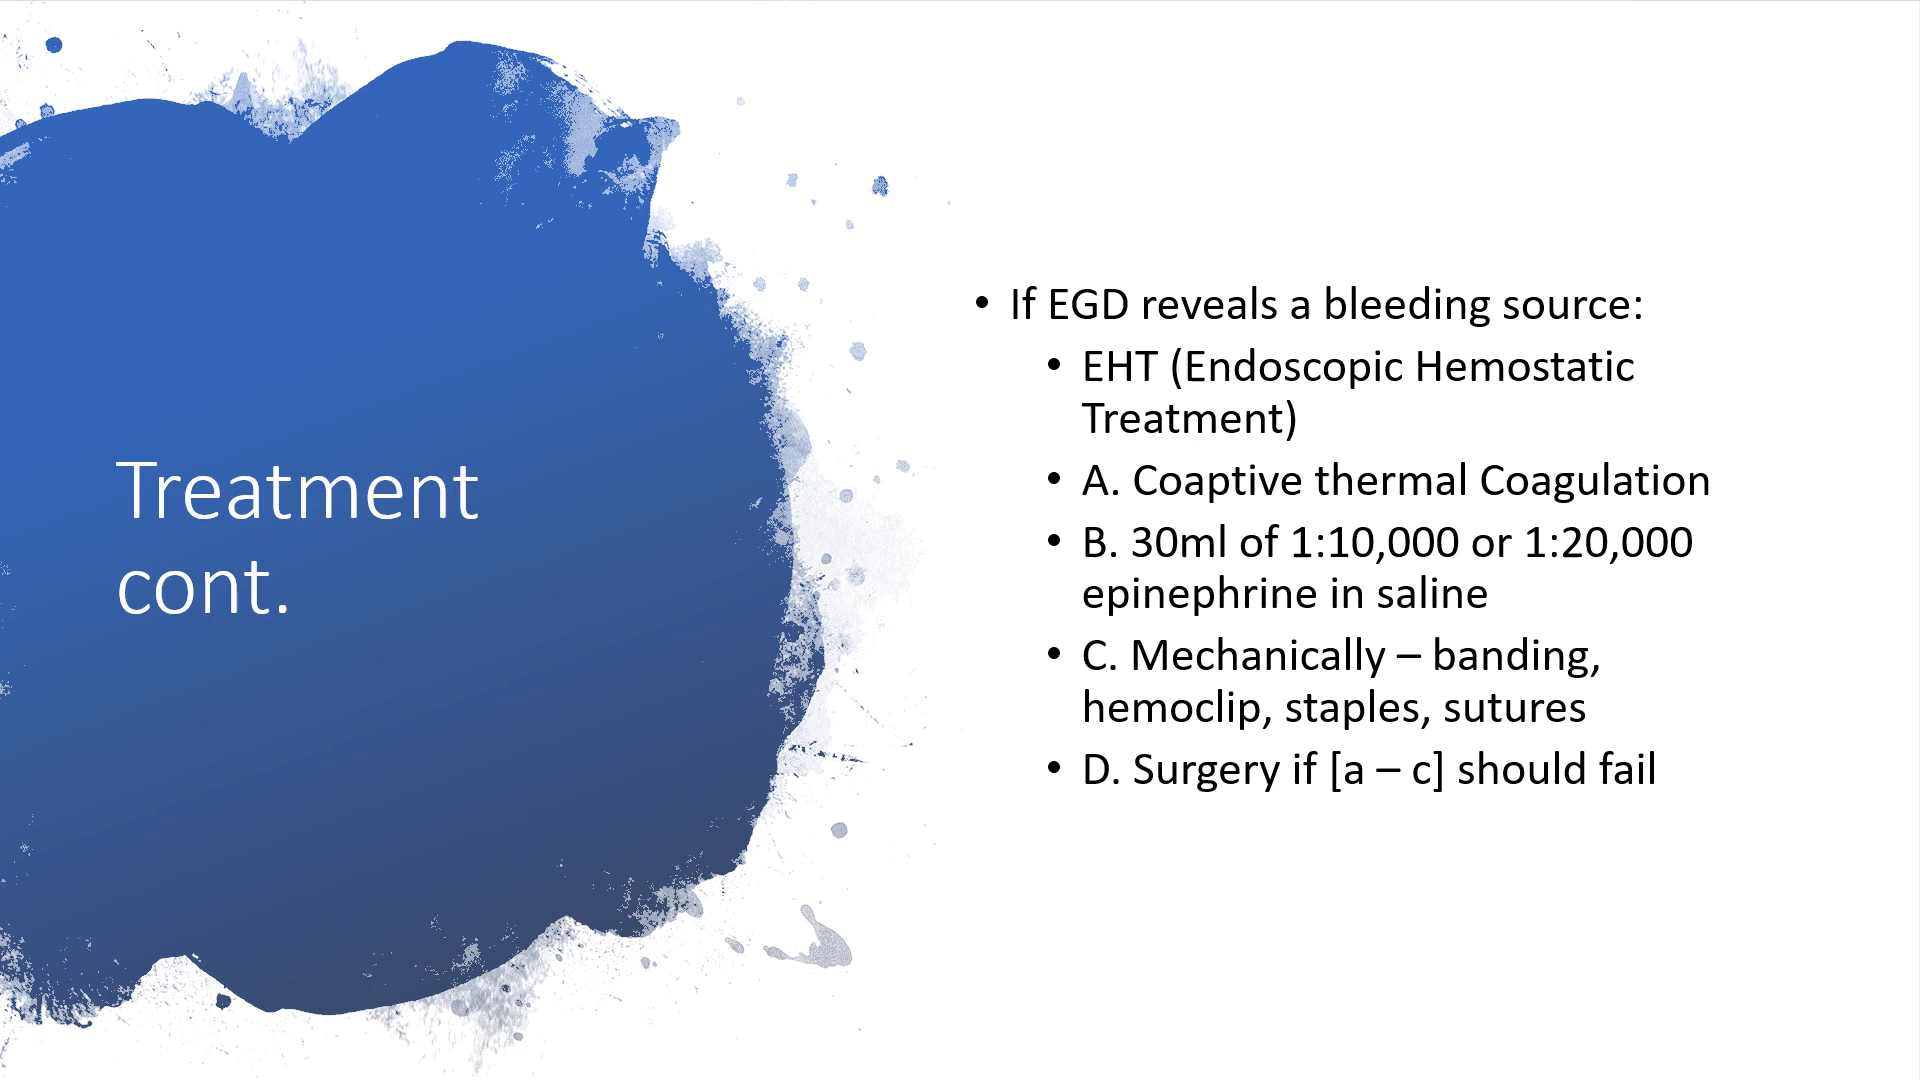 Treatment
cont.
• If EGD reveals a bleeding source:
• EHT (Endoscopic Hemostatic
Treatment)
• A. Coaptive thermal Coagulation
• B. 30ml of 1:10,000 or 1:20,000
epinephrine in saline
• C. Mechanically – banding,
hemoclip, staples, sutures
• D. Surgery if [a – c] should fail